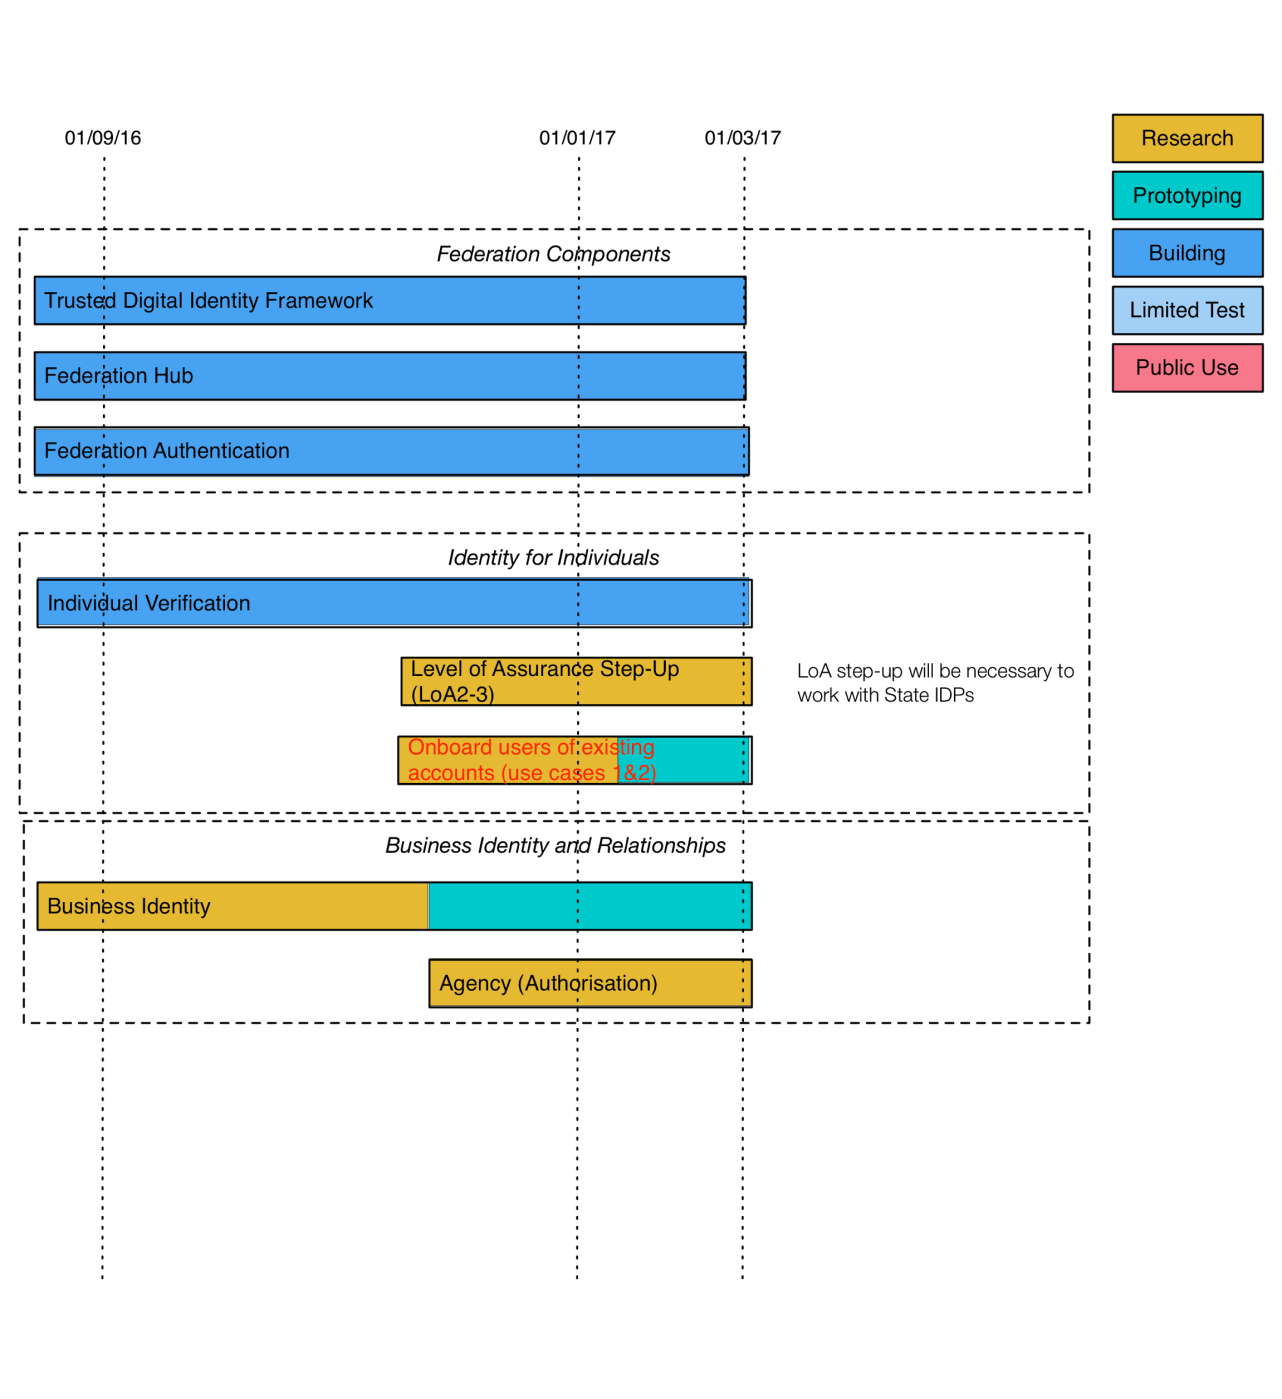 01/09/16
01/01/17
01/03/17
Research
Prototyping
Building
Limited Test
Public Use
Federation Components
Trusted Digital Identity Framework
Federation Hub
Federation Authentication
Identity for Individuals
Individual Verification
Level of Assurance Step-Up
(LoA2-3)
LoA step-up will be necessary to
work with State IDPs
Onboard users of existing
accounts (use cases 1&2)
Business Identity and Relationships
Business Identity
Agency (Authorisation)